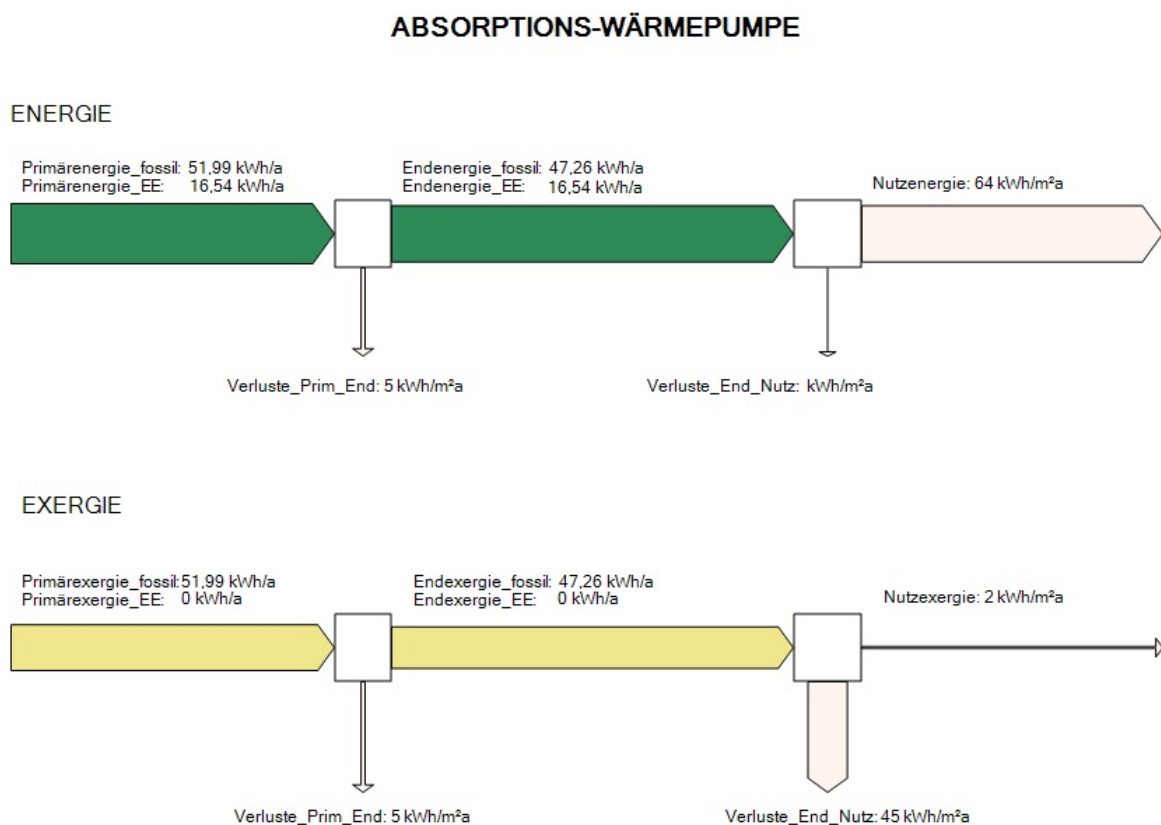 ABSORPTIONS-WÄRMEPUMPE
ENERGIE
Primärenergie_fossil: 51,99 kWh/a
Primärenergie_EE: 16,54 kWh/a
Endenergie_fossil: 47,26 kWh/a
Endenergie_EE: 16,54 kWh/a
Nutzenergie: 64 kWh/m²a
Verluste_Prim_End: 5 kWh/m²a
Verluste_End_Nutz: kWh/m²a
EXERGIE
Primärexergie_fossil: 51,99 kWh/a
Primärexergie_EE: 0 kWh/a
Endexergie_fossil: 47,26 kWh/a
Endexergie_EE: 0 kWh/a
Nutzexergie: 2 kWh/m²a
Verluste_Prim_End: 5 kWh/m²a
Verluste_End_Nutz: 45 kWh/m²a